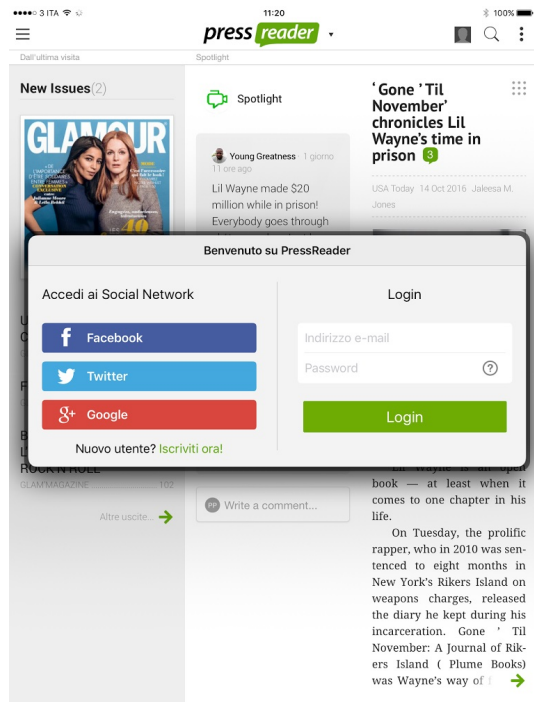 3 ITA
11:20
100%
press reader
Dall'ultima visita
Spotlight
New Issues(2)
GLAMOUR
Spotlight
Young Greatness · 1 giorno
11 ore ago
Lil Wayne made $20
million while in prison!
Everybody goes through
‘Gone ’Til
November’
chronicles Lil
Wayne’s time in
prison 3
USA Today 14 Oct 2016 Jaleesa M.
Jones
Benvenuto su PressReader
Accedi ai Social Network
Facebook
Twitter
Google
Nuovo utente? Iscriviti ora!
Login
Indirizzo e-mail
Password
?
Login
ROCK'N'ROLL
GLAM'MAGAZINE 102
Altre uscite...
PP Write a comment...
Lil Wayne is an open
book — at least when it
comes to one chapter in his
life.
On Tuesday, the prolific
rapper, who in 2010 was sen-
tenced to eight months in
New York's Rikers Island on
weapons charges, released
the diary he kept during his
incarceration. Gone ’ Til
November: A Journal of Rik-
ers Island ( Plume Books)
was Wayne's way of